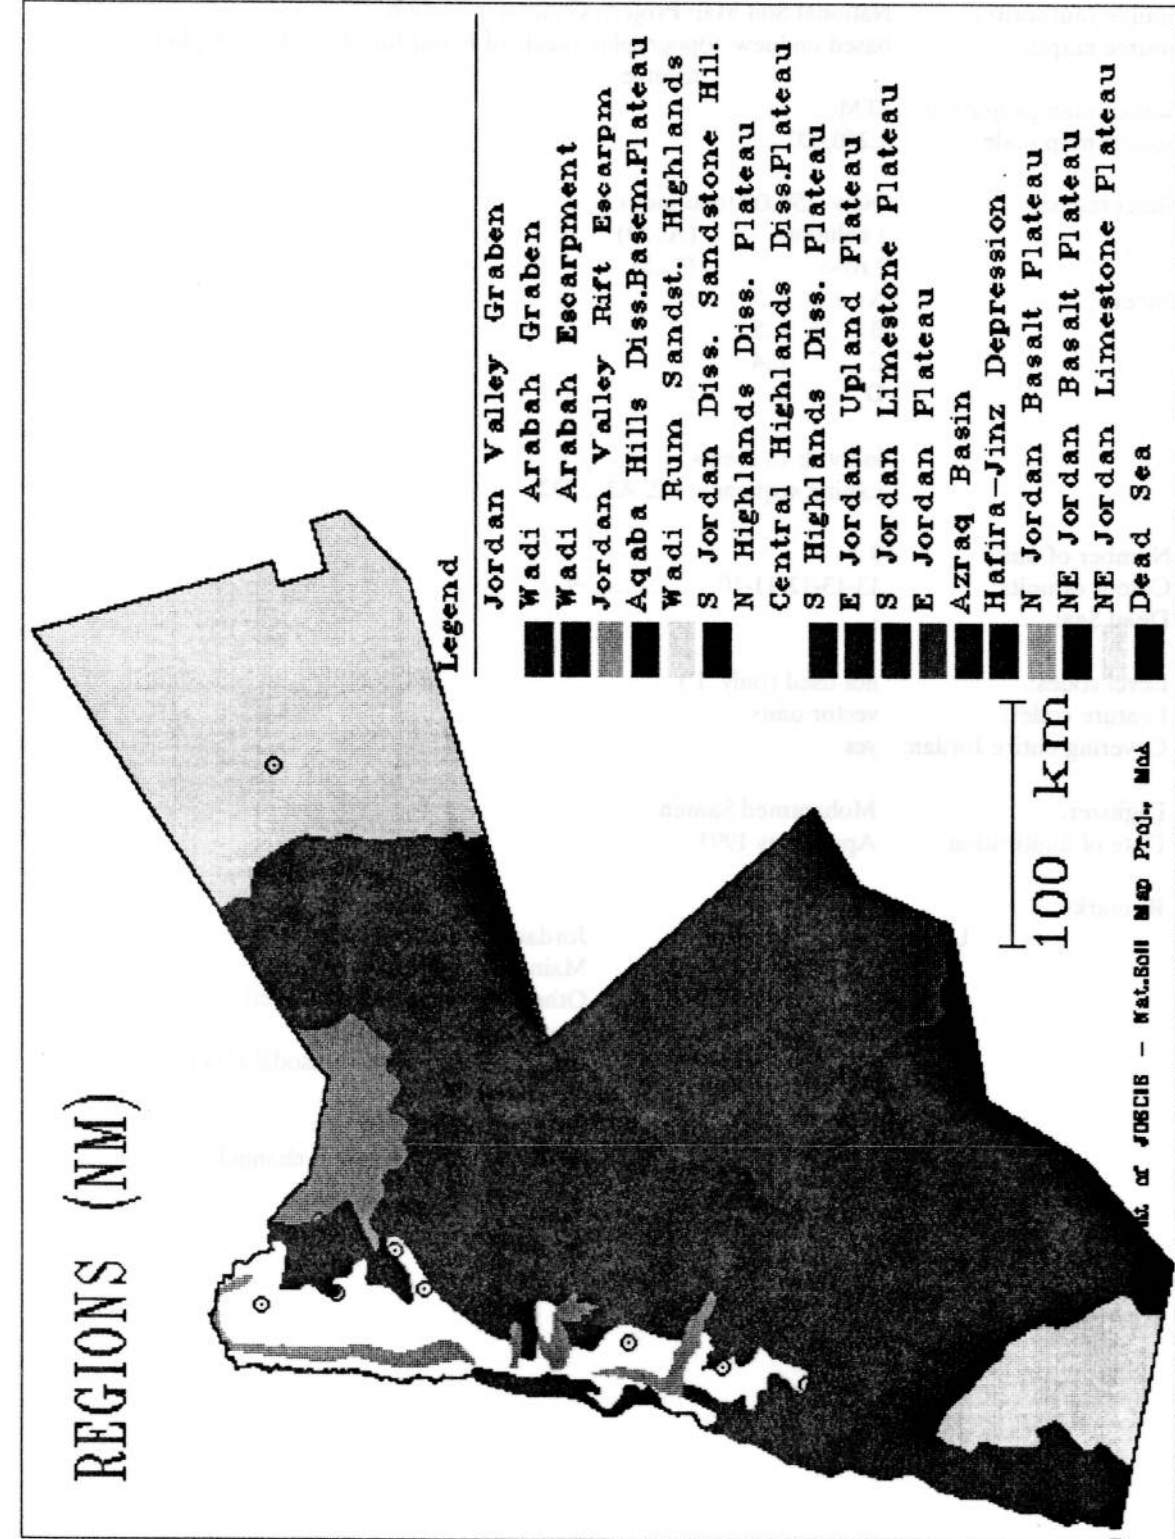 REGIONS (NM)
Legend
Jordan Valley Graben
Wadi Arabah Graben
Wadi Arabah Escarpment
Jordan Valley Rift Escarpm
Aqaba Hills Diss.Basem.Plateau
Wadi Rum Sandst. Highlands
S Jordan Diss. Sandstone Hil.
N Highlands Diss. Plateau
Central Highlands Diss.Plateau
S Highlands Diss. Plateau
E Jordan Upland Plateau
S Jordan Limestone Plateau
E Jordan Plateau
Azraq Basin
Hafira-Jinz Depression
N Jordan Basalt Plateau
NE Jordan Basalt Plateau
NE Jordan Limestone Plateau
Dead Sea
100 km
of JOSCIS - Nat.Soil Map Proj., MoA